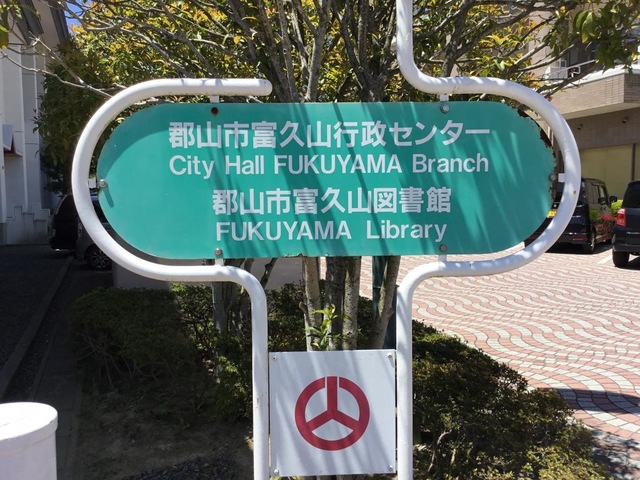 郡山市富久山行政センター
City Hall FUKUYAMA Branch
郡山市富久山図書館
FUKUYAMA Library